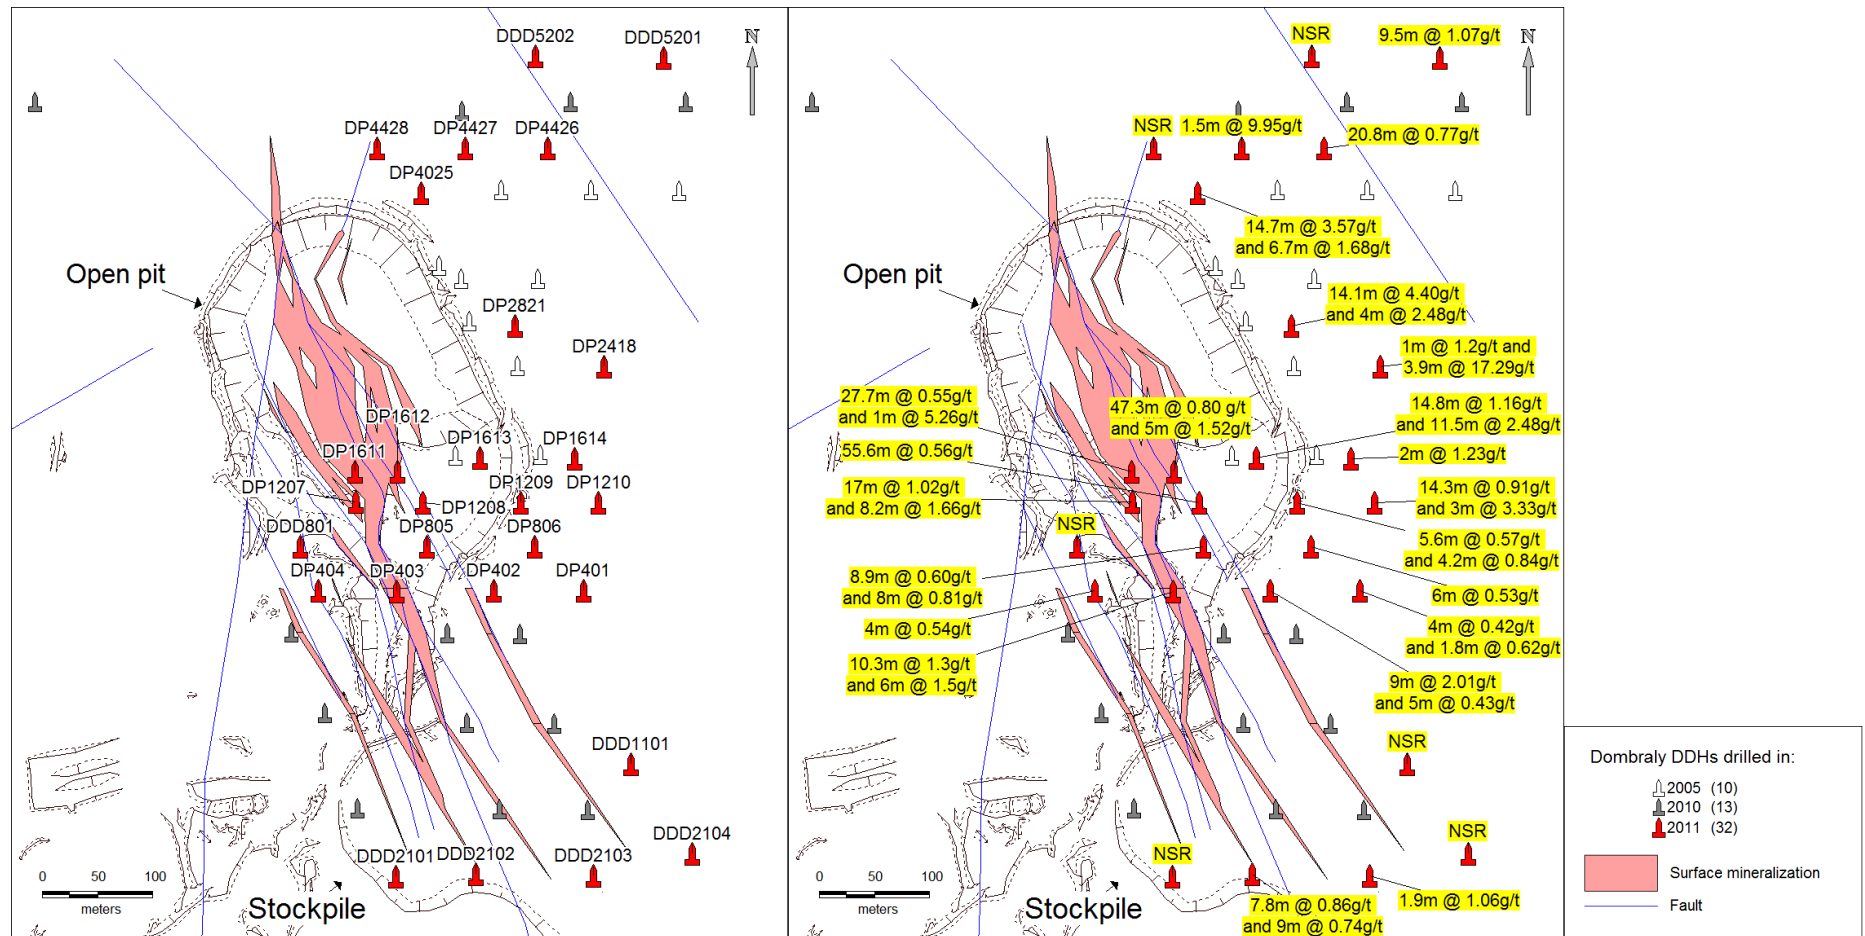 DDD5202
DDD5201
N
DP4428
DP4427
DP4426
DP4025
Open pit
DP2821
DP2418
DP1612
DP1613
DP1614
DP1611
DP1207
DP1208
DP1209
DP1210
DDD801
DP805
DP806
DP404
DP403
DP402
DP401
DDD1101
DDD2104
DDD2101
DDD2102
DDD2103
0 50 100
meters
Stockpile
NSR
9.5m @ 1.07g/t
N
NSR
1.5m @ 9.95g/t
20.8m @ 0.77g/t
14.7m @ 3.57g/t
and 6.7m @ 1.68g/t
Open pit
14.1m @ 4.40g/t
and 4m @ 2.48g/t
1m @ 1.2g/t and
3.9m @ 17.29g/t
27.7m @ 0.55g/t
and 1m @ 5.26g/t
47.3m @ 0.80 g/t
and 5m @ 1.52g/t
14.8m @ 1.16g/t
and 11.5m @ 2.48g/t
55.6m @ 0.56g/t
2m @ 1.23g/t
17m @ 1.02g/t
and 8.2m @ 1.66g/t
14.3m @ 0.91g/t
and 3m @ 3.33g/t
NSR
5.6m @ 0.57g/t
and 4.2m @ 0.84g/t
8.9m @ 0.60g/t
and 8m @ 0.81g/t
6m @ 0.53g/t
4m @ 0.54g/t
4m @ 0.42g/t
and 1.8m @ 0.62g/t
10.3m @ 1.3g/t
and 6m @ 1.5g/t
9m @ 2.01g/t
and 5m @ 0.43g/t
NSR
NSR
NSR
7.8m @ 0.86g/t
and 9m @ 0.74g/t
1.9m @ 1.06g/t
0 50 100
meters
Stockpile
Dombraly DDHs drilled in:
2005 (10)
2010 (13)
2011 (32)
Surface mineralization
Fault